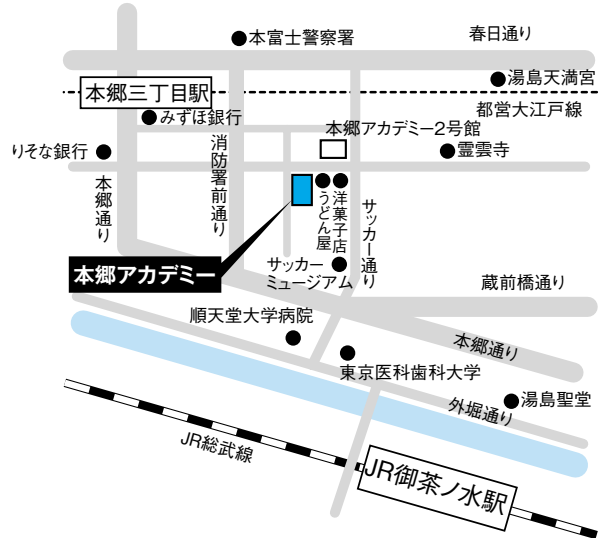 春日通り
本富士警察署
湯島天満宮
本郷三丁目駅
都営大江戸線
みずほ銀行
本郷アカデミー2号館
りそな銀行
霊雲寺
消防署前通り
本郷通り
うどん屋
洋菓子店
サッカー通り
本郷アカデミー
サッカー
ミュージアム
蔵前橋通り
順天堂大学病院
本郷通り
東京医科歯科大学
湯島聖堂
外堀通り
JR総武線
JR御茶ノ水駅